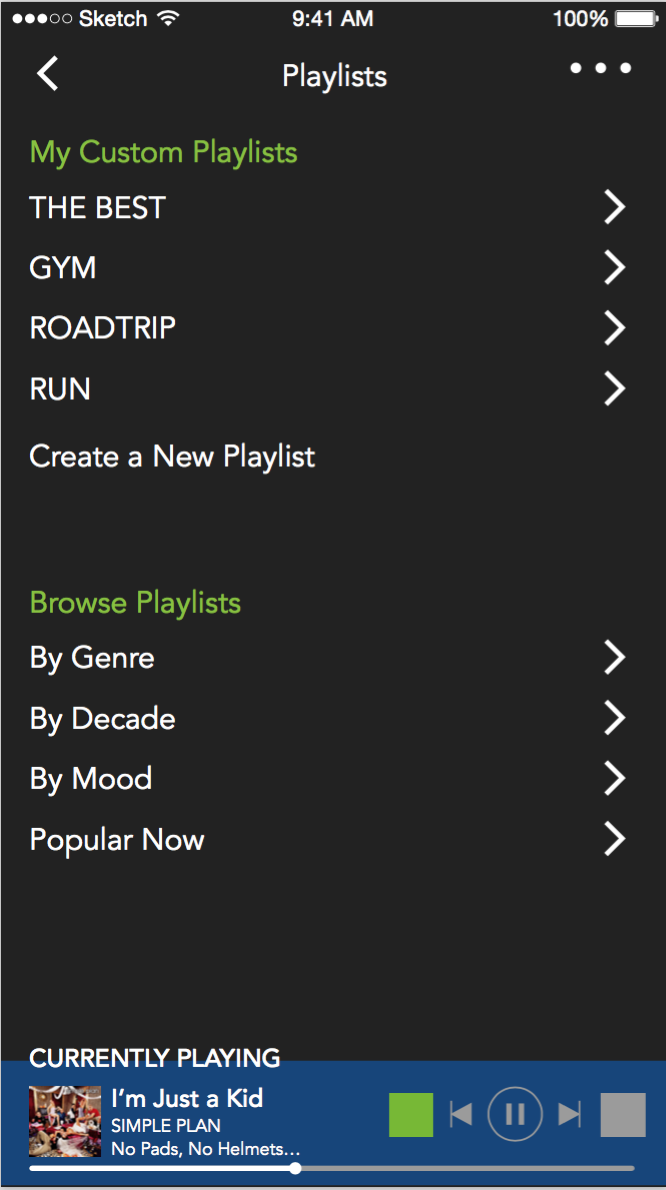 Sketch 9:41 AM 100%
Playlists
My Custom Playlists
THE BEST
GYM
ROADTRIP
RUN
Create a New Playlist
Browse Playlists
By Genre
By Decade
By Mood
Popular Now
CURRENTLY PLAYING
I’m Just a Kid
SIMPLE PLAN
No Pads, No Helmets...